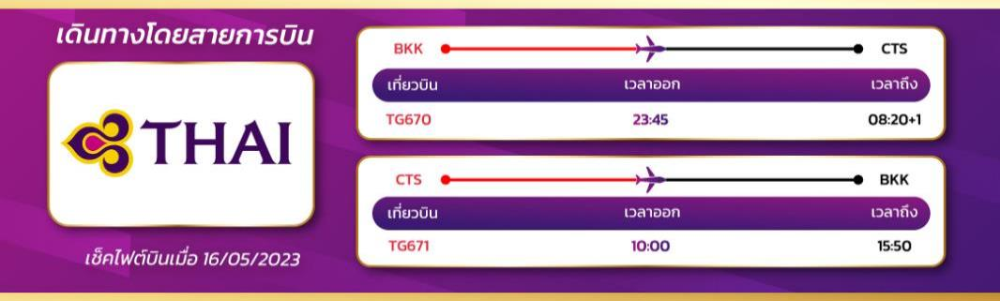 เดินทางโดยสายการบิน
THAI
เช็คไฟต์บินเมื่อ 16/05/2023
BKK CTS
เที่ยวบิน เวลาออก เวลาถึง
TG670 23:45 08:20+1
CTS BKK
เที่ยวบิน เวลาออก เวลาถึง
TG671 10:00 15:50